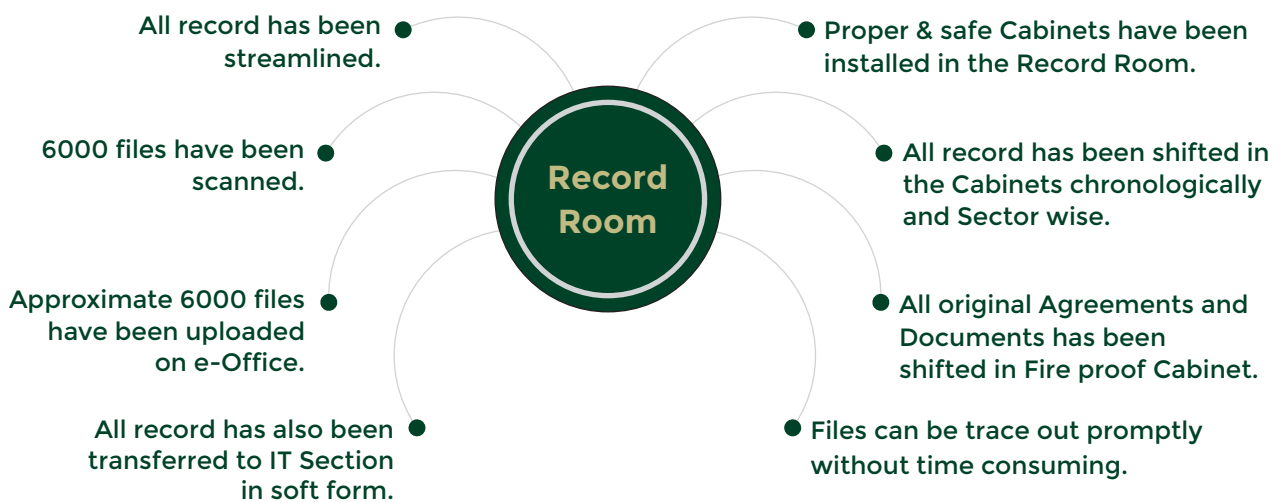 All record has been
streamlined.
6000 files have been
scanned.
Approximate 6000 files
have been uploaded
on e-Office.
All record has also been
transferred to IT Section
in soft form.
Record
Room
Proper & safe Cabinets have been
installed in the Record Room.
All record has been shifted in
the Cabinets chronologically
and Sector wise.
All original Agreements and
Documents has been
shifted in Fire proof Cabinet.
Files can be trace out promptly
without time consuming.